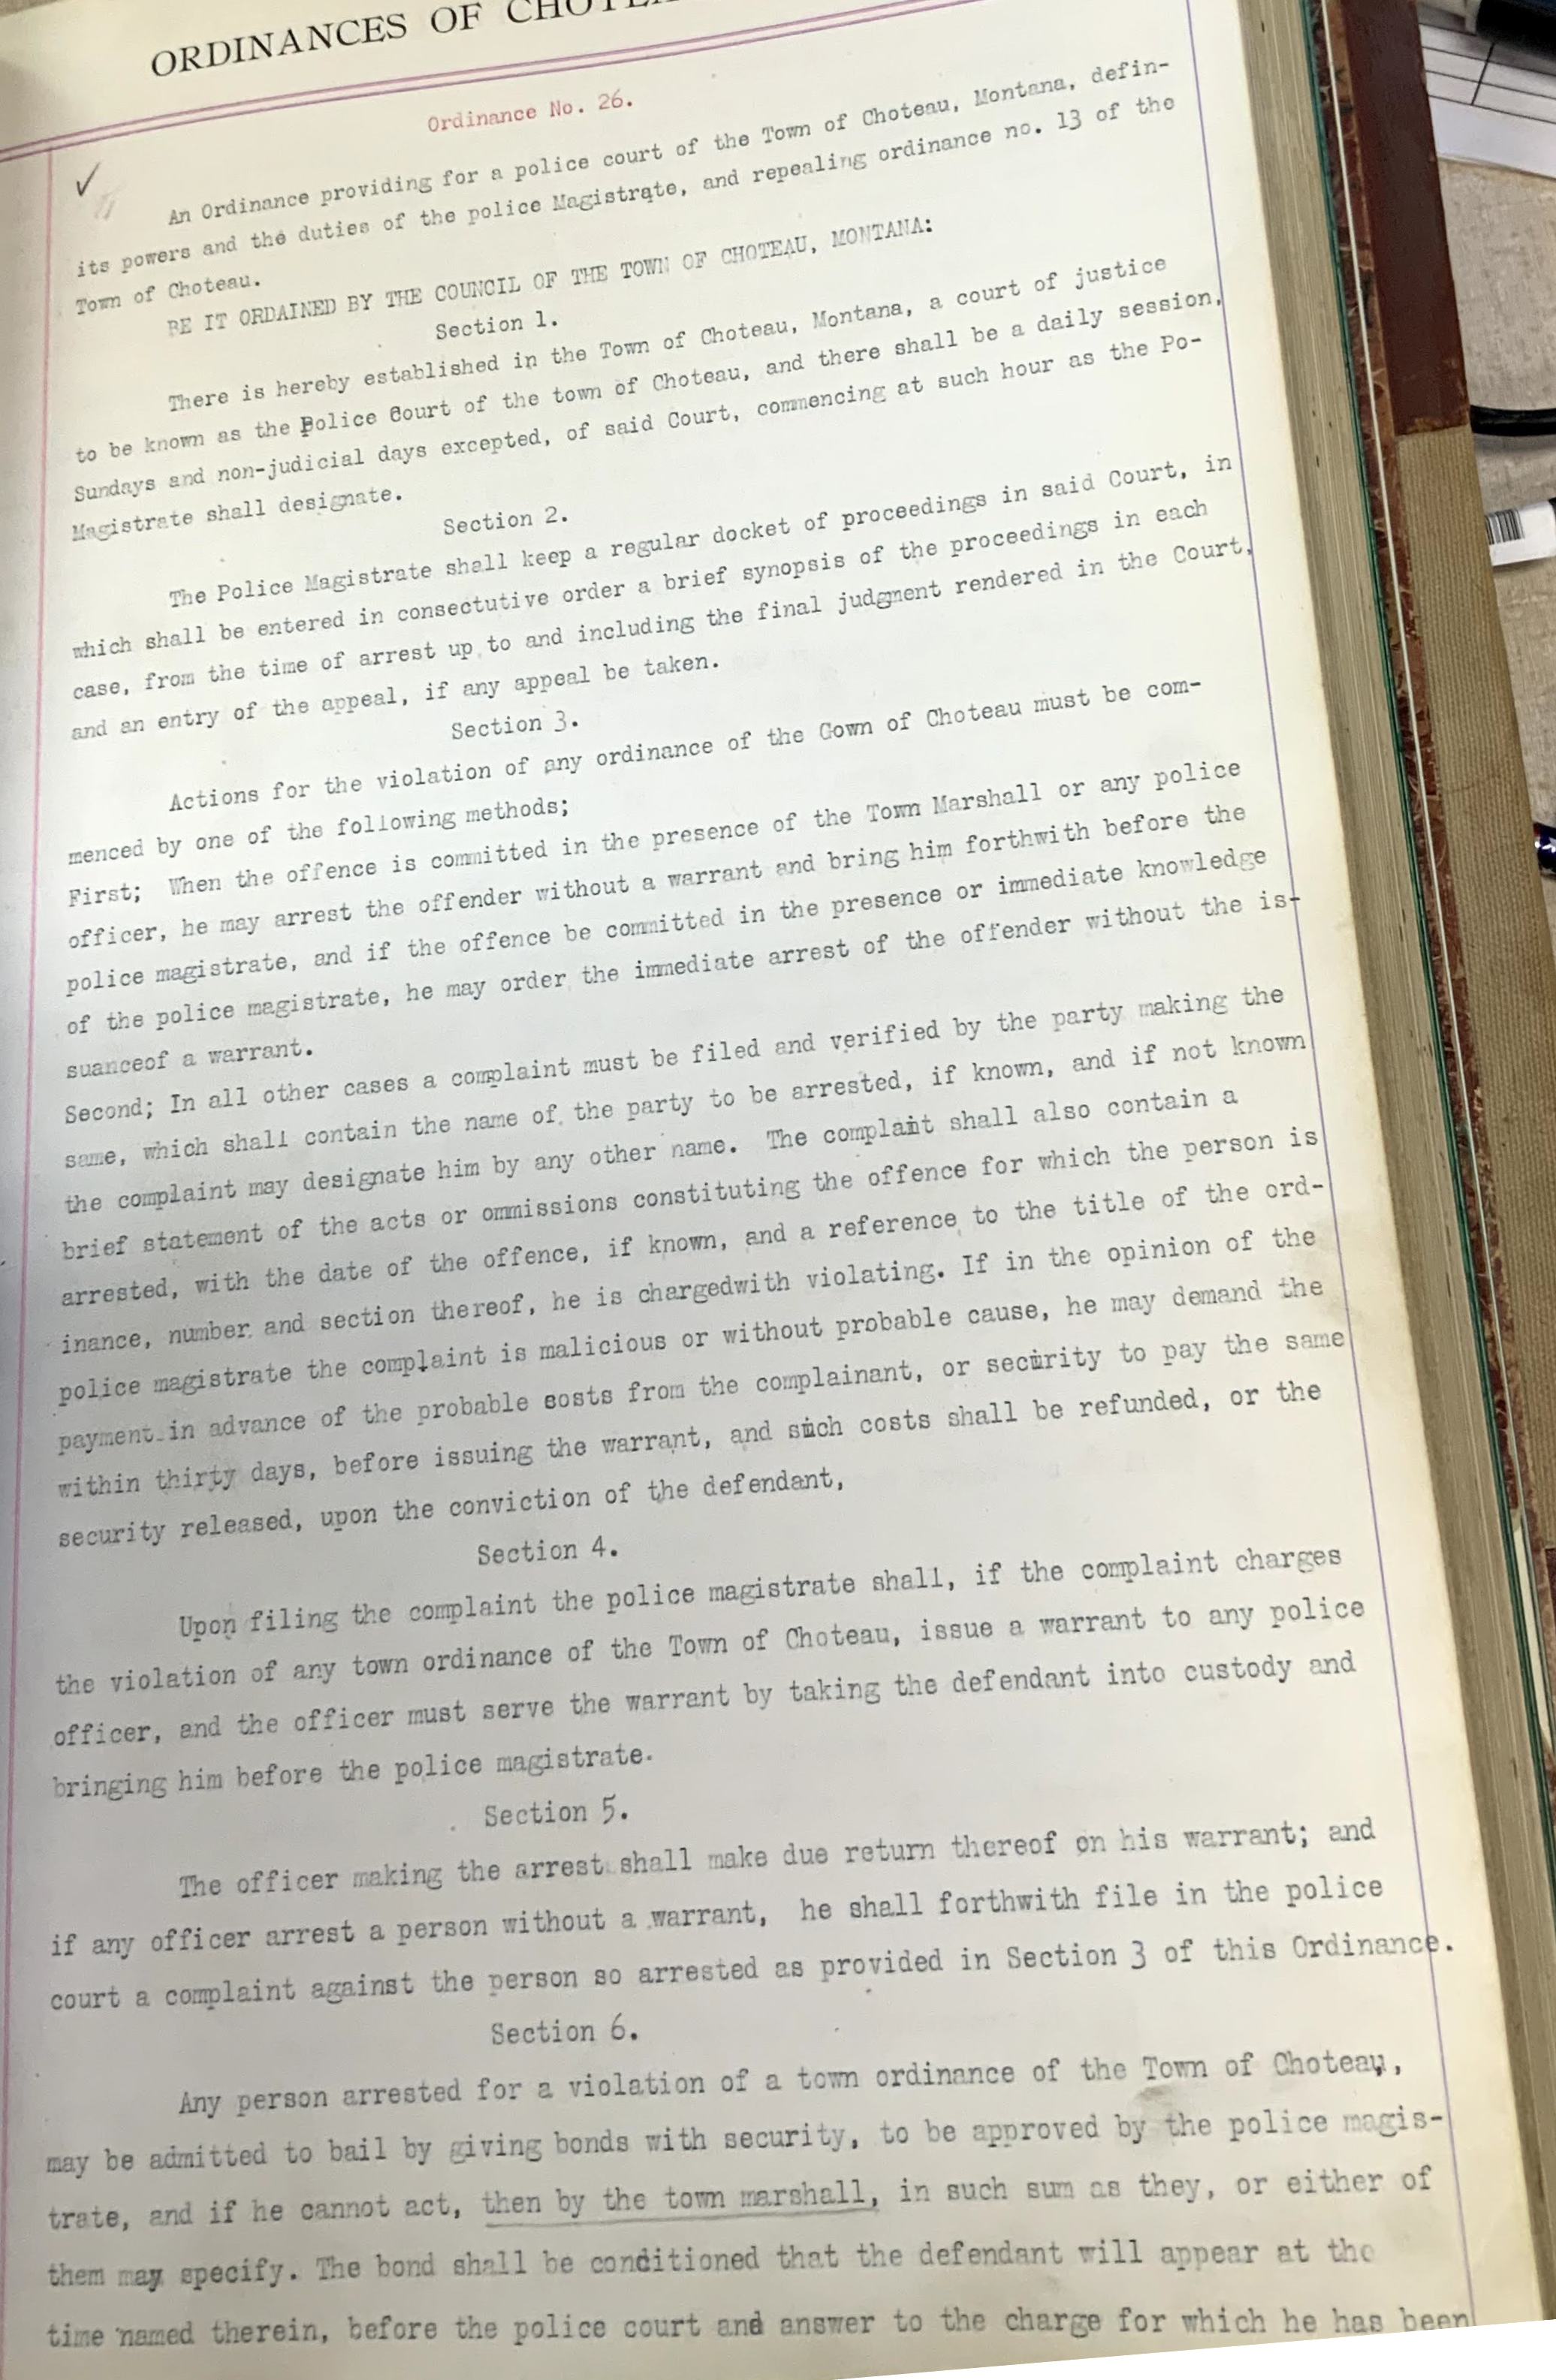 ORDINANCES OF CHOTEA
Ordinance No. 26.
An Ordinance providing for a police court of the Town of Choteau, Montana, defin-
its powers and the duties of the police Magistrate, and repealing ordinance no. 13 of the
Town of Choteau.
BE IT ORDAINED BY THE COUNCIL OF THE TOWN OF CHOTEAU, MONTANA:
Section 1.
There is hereby established in the Town of Choteau, Montana, a court of justice
to be known as the Police Court of the town of Choteau, and there shall be a daily session,
Sundays and non-judicial days excepted, of said Court, commencing at such hour as the Po-
Magistrate shall designate.
Section 2.
The Police Magistrate shall keep a regular docket of proceedings in said Court, in
which shall be entered in consectutive order a brief synopsis of the proceedings in each
case, from the time of arrest up to and including the final judgment rendered in the Court,
and an entry of the appeal, if any appeal be taken.
Section 3.
Actions for the violation of any ordinance of the Gown of Choteau must be com-
menced by one of the following methods;
First; When the offence is committed in the presence of the Town Marshall or any police
officer, he may arrest the offender without a warrant and bring him forthwith before the
police magistrate, and if the offence be committed in the presence or immediate knowledge
of the police magistrate, he may order the immediate arrest of the offender without the is-
suanceof a warrant.
Second; In all other cases a complaint must be filed and verified by the party making the
same, which shall contain the name of the party to be arrested, if known, and if not known
the complaint may designate him by any other name. The complaint shall also contain a
brief statement of the acts or ommissions constituting the offence for which the person is
arrested, with the date of the offence, if known, and a reference to the title of the ord-
inance, number and section thereof, he is chargedwith violating. If in the opinion of the
police magistrate the complaint is malicious or without probable cause, he may demand the
payment in advance of the probable costs from the complainant, or security to pay the same
within thirty days, before issuing the warrant, and such costs shall be refunded, or the
security released, upon the conviction of the defendant,
Section 4.
Upon filing the complaint the police magistrate shall, if the complaint charges
the violation of any town ordinance of the Town of Choteau, issue a warrant to any police
officer, and the officer must serve the warrant by taking the defendant into custody and
bringing him before the police magistrate.
Section 5.
The officer making the arrest shall make due return thereof on his warrant; and
if any officer arrest a person without a warrant, he shall forthwith file in the police
court a complaint against the person so arrested as provided in Section 3 of this Ordinance.
Section 6.
Any person arrested for a violation of a town ordinance of the Town of Choteau,
may be admitted to bail by giving bonds with security, to be approved by the police magis-
trate, and if he cannot act, then by the town marshall, in such sum as they, or either of
them may specify. The bond shall be conditioned that the defendant will appear at the
time named therein, before the police court and answer to the charge for which he has been